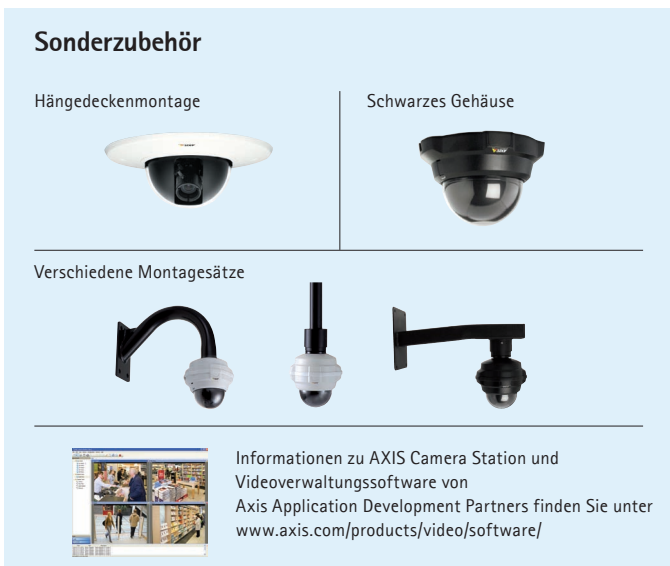 Sonderzubehör
Hängedeckenmontage
Schwarzes Gehäuse
Verschiedene Montagesätze
Informationen zu AXIS Camera Station und
Videoverwaltungssoftware von
Axis Application Development Partners finden Sie unter
www.axis.com/products/video/software/